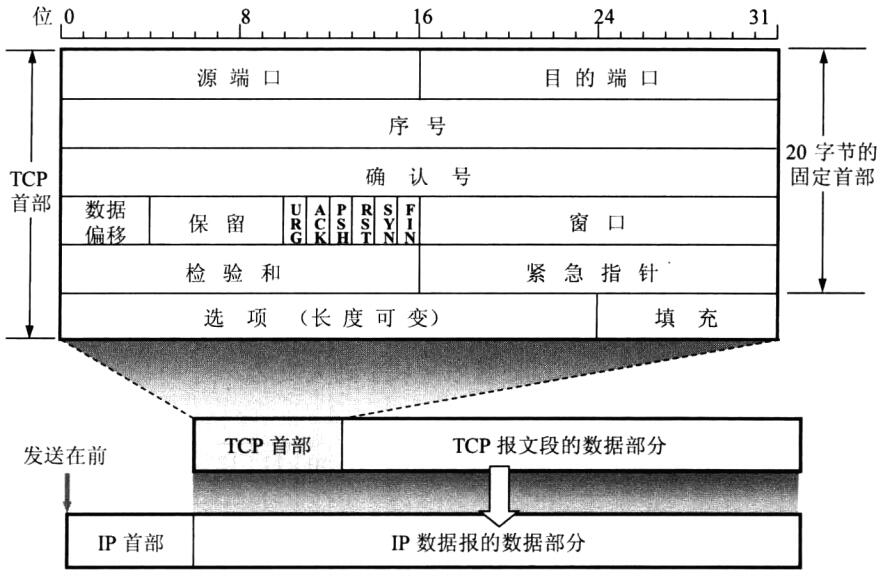 位 0 8 16 24 31
源端口 目的端口
序号
确认号
TCP
首部
20 字节的
固定首部
数据
偏移
保留
URG
ACK
PSH
RST
SYN
FIN
窗口
检验和 紧急指针
选项 (长度可变) 填充
TCP 首部 TCP 报文段的数据部分
发送在前
IP 首部 IP 数据报的数据部分